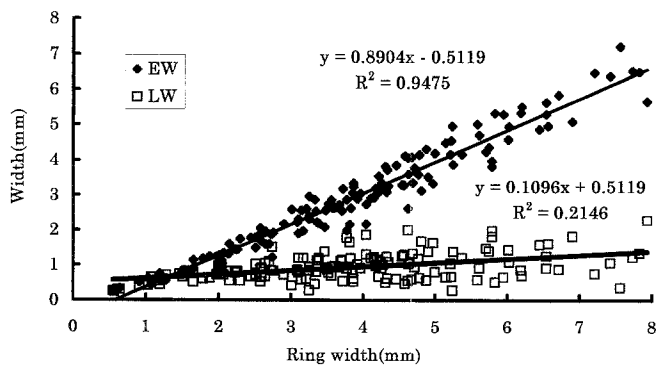 8
7
6
5
4
3
2
1
0
Width(mm)
EW
LW
y = 0.8904x - 0.5119
R² = 0.9475
y = 0.1096x + 0.5119
R² = 0.2146
0 1 2 3 4 5 6 7 8
Ring width(mm)